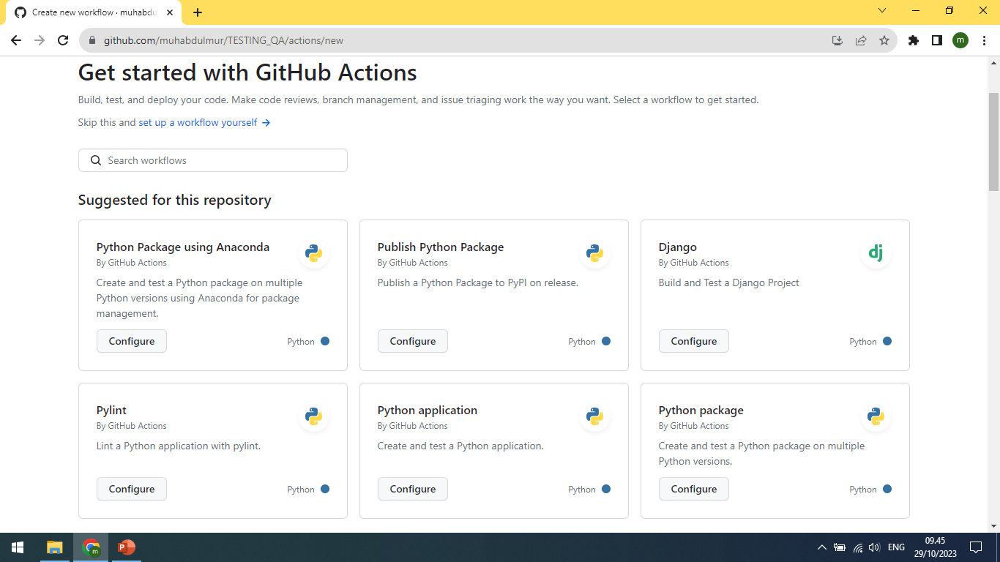 Create new workflow · muhabdu
github.com/muhabdulmur/TESTING_QA/actions/new
m
Get started with GitHub Actions
Build, test, and deploy your code. Make code reviews, branch management, and issue triaging work the way you want. Select a workflow to get started.
Skip this and set up a workflow yourself →
Search workflows
Suggested for this repository
Python Package using Anaconda
By GitHub Actions
Create and test a Python package on multiple
Python versions using Anaconda for package
management.
Configure
Python
Publish Python Package
By GitHub Actions
Publish a Python Package to PyPI on release.
Configure
Python
Django
By GitHub Actions
dj
Build and Test a Django Project
Configure
Python
Pylint
By GitHub Actions
Lint a Python application with pylint.
Configure
Python
Python application
By GitHub Actions
Create and test a Python application.
Configure
Python
Python package
By GitHub Actions
Create and test a Python package on multiple
Python versions.
Configure
Python
m
P
ENG
09.45
29/10/2023